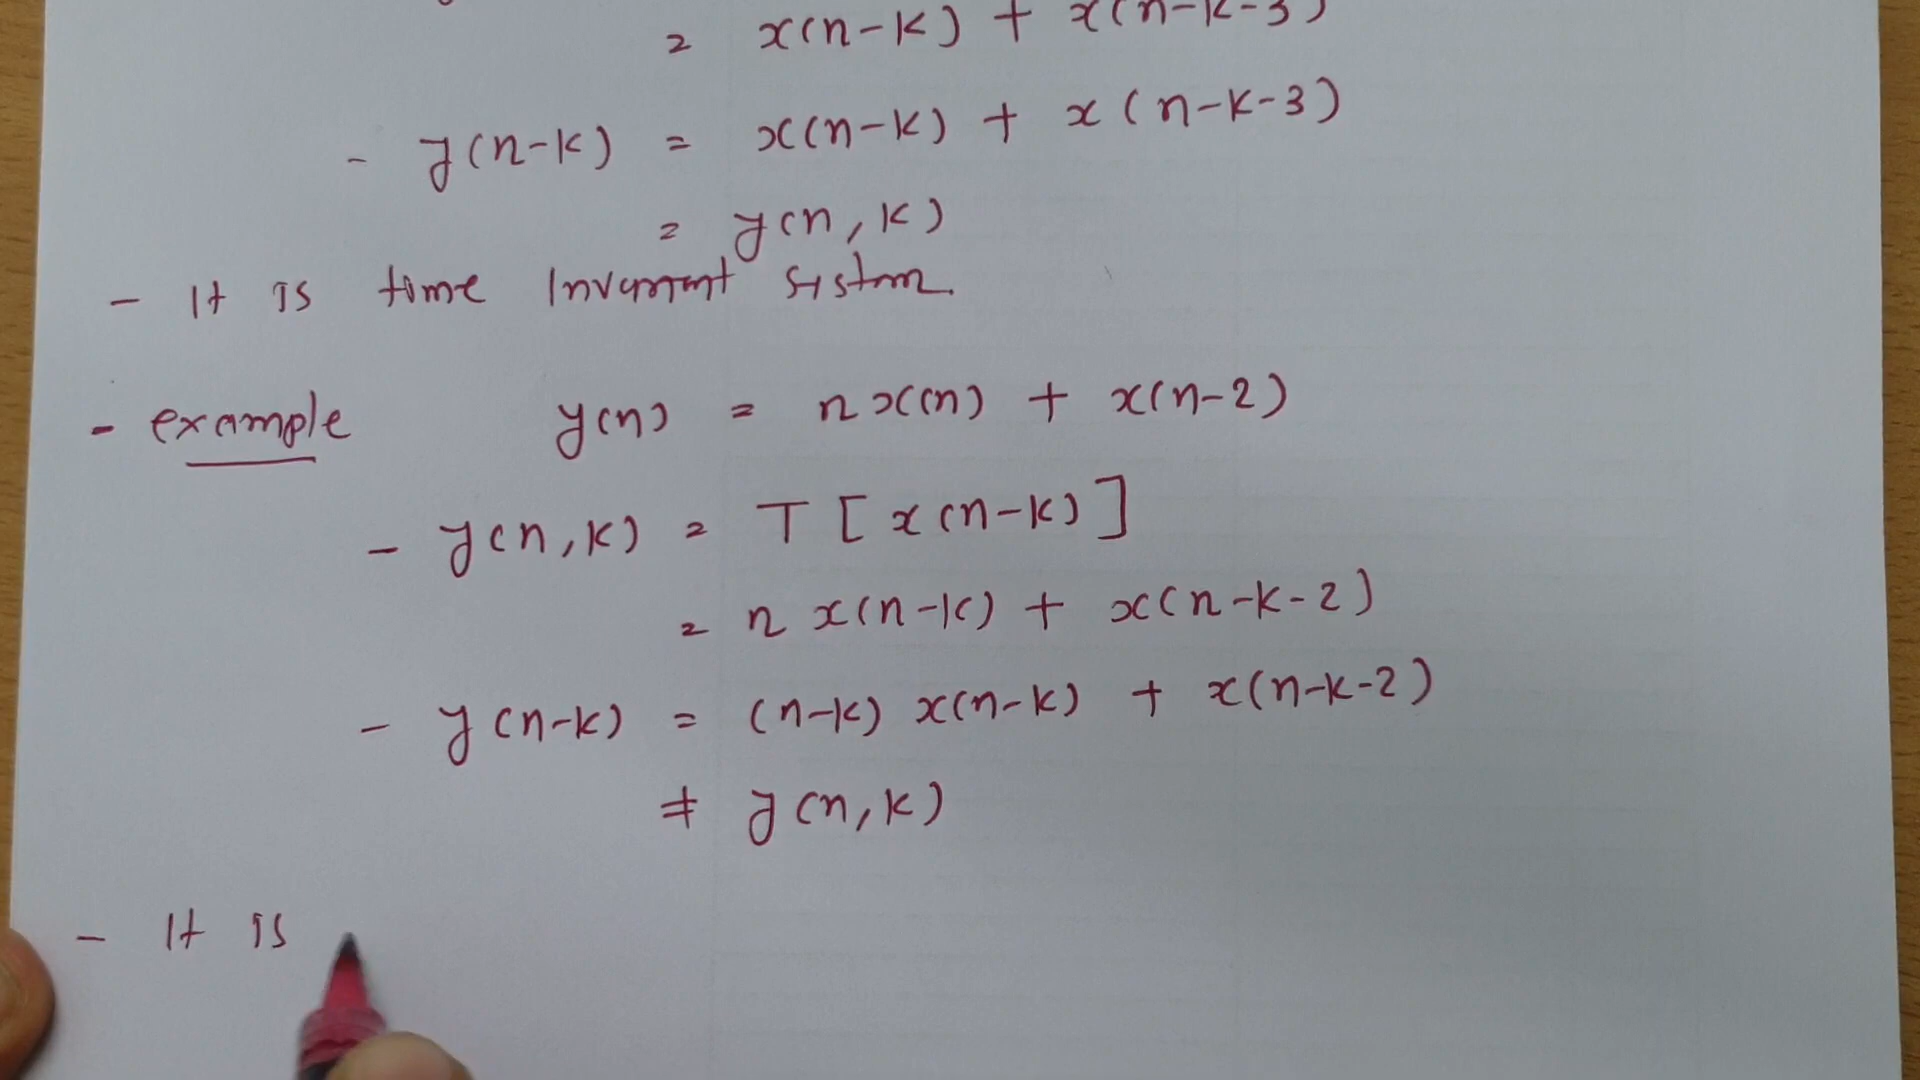 = x(n-k) + x(n-k-3)
- y(n-k) = x(n-k) + x(n-k-3)
= y(n,k)
- It is time Invariant System.
- example y(n) = n x(n) + x(n-2)
- y(n,k) = T[x(n-k)]
= n x(n-k) + x(n-k-2)
- y(n-k) = (n-k) x(n-k) + x(n-k-2)
≠ y(n,k)
- It is